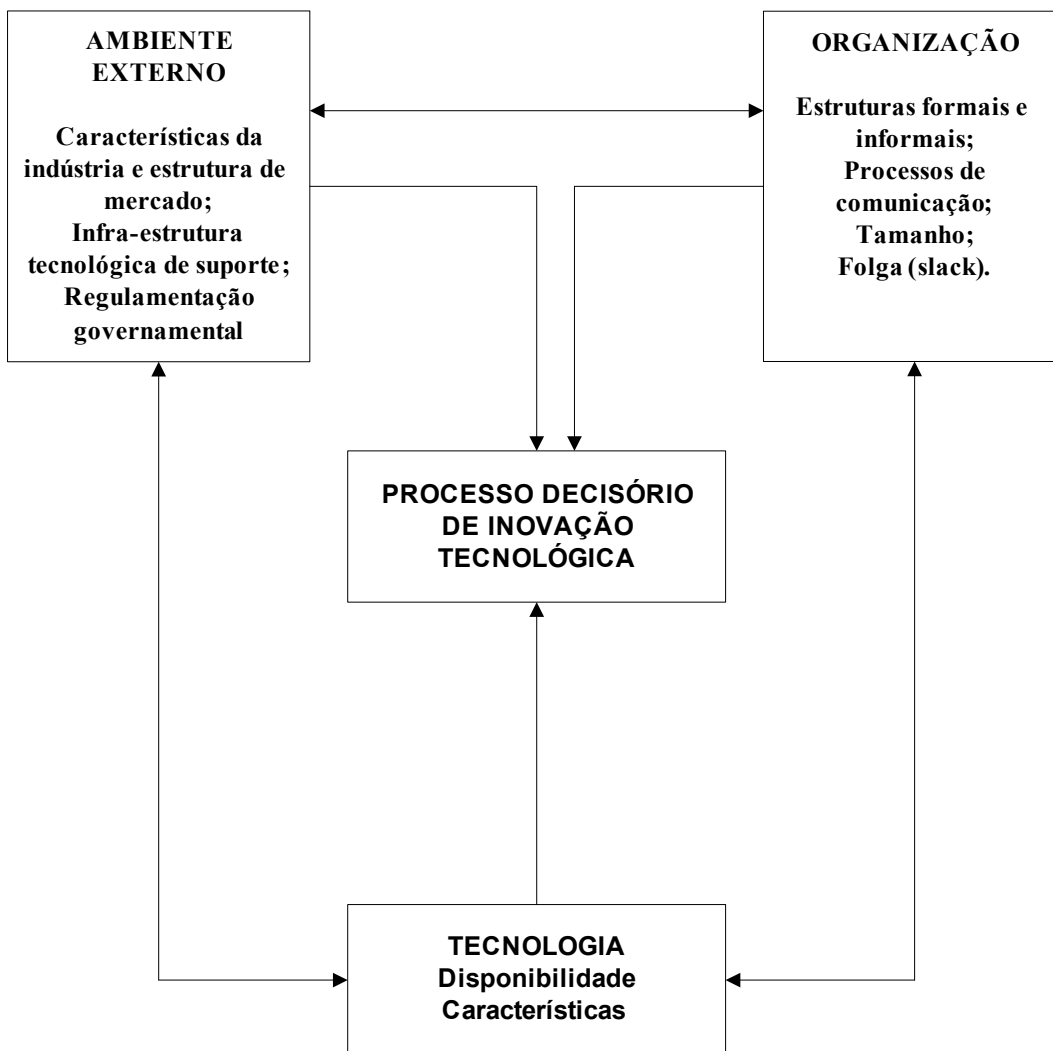 AMBIENTE
EXTERNO
Características da
indústria e estrutura de
mercado;
Infra-estrutura
tecnológica de suporte;
Regulamentação
governamental
ORGANIZAÇÃO
Estruturas formais e
informais;
Processos de
comunicação;
Tamanho;
Folga (slack).
PROCESSO DECISÓRIO
DE INOVAÇÃO
TECNOLÓGICA
TECNOLOGIA
Disponibilidade
Características